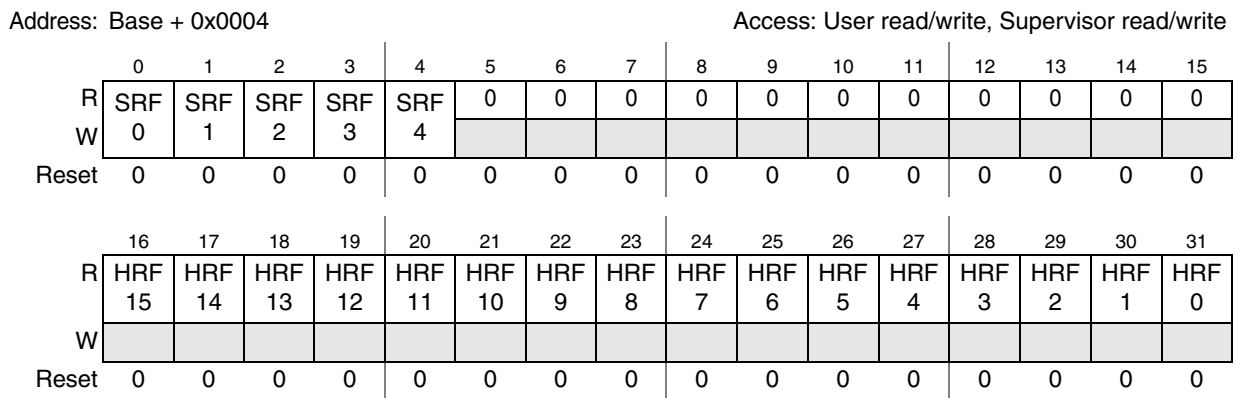 Address: Base + 0x0004 Access: User read/write, Supervisor read/write
0 1 2 3 4 5 6 7 8 9 10 11 12 13 14 15
R SRF SRF SRF SRF SRF 0 0 0 0 0 0 0 0 0 0 0
W 0 1 2 3 4
Reset 0 0 0 0 0 0 0 0 0 0 0 0 0 0 0 0
16 17 18 19 20 21 22 23 24 25 26 27 28 29 30 31
R HRF HRF HRF HRF HRF HRF HRF HRF HRF HRF HRF HRF HRF HRF HRF HRF
15 14 13 12 11 10 9 8 7 6 5 4 3 2 1 0
W
Reset 0 0 0 0 0 0 0 0 0 0 0 0 0 0 0 0